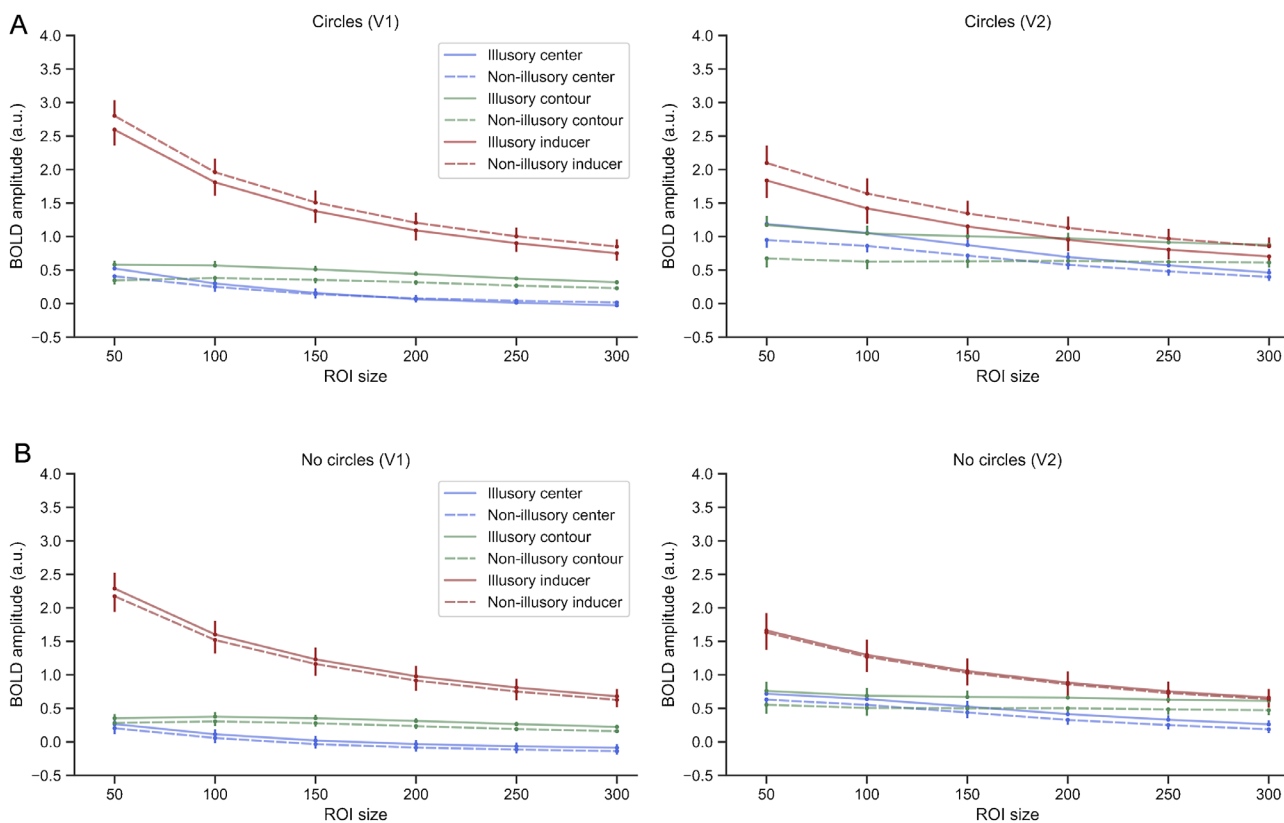 A
Circles (V1)
4.0
3.5
3.0
2.5
2.0
1.5
1.0
0.5
0.0
−0.5
BOLD amplitude (a.u.)
Illusory center
Non-illusory center
Illusory contour
Non-illusory contour
Illusory inducer
Non-illusory inducer
50 100 150 200 250 300
ROI size
Circles (V2)
4.0
3.5
3.0
2.5
2.0
1.5
1.0
0.5
0.0
−0.5
BOLD amplitude (a.u.)
50 100 150 200 250 300
ROI size
B
No circles (V1)
4.0
3.5
3.0
2.5
2.0
1.5
1.0
0.5
0.0
−0.5
BOLD amplitude (a.u.)
Illusory center
Non-illusory center
Illusory contour
Non-illusory contour
Illusory inducer
Non-illusory inducer
50 100 150 200 250 300
ROI size
No circles (V2)
4.0
3.5
3.0
2.5
2.0
1.5
1.0
0.5
0.0
−0.5
BOLD amplitude (a.u.)
50 100 150 200 250 300
ROI size